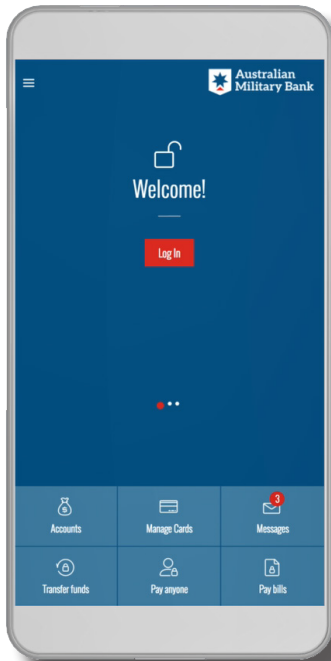 Australian
Military Bank
Welcome!
Log In
3
Accounts
Manage Cards
Messages
Transfer funds
Pay anyone
Pay bills